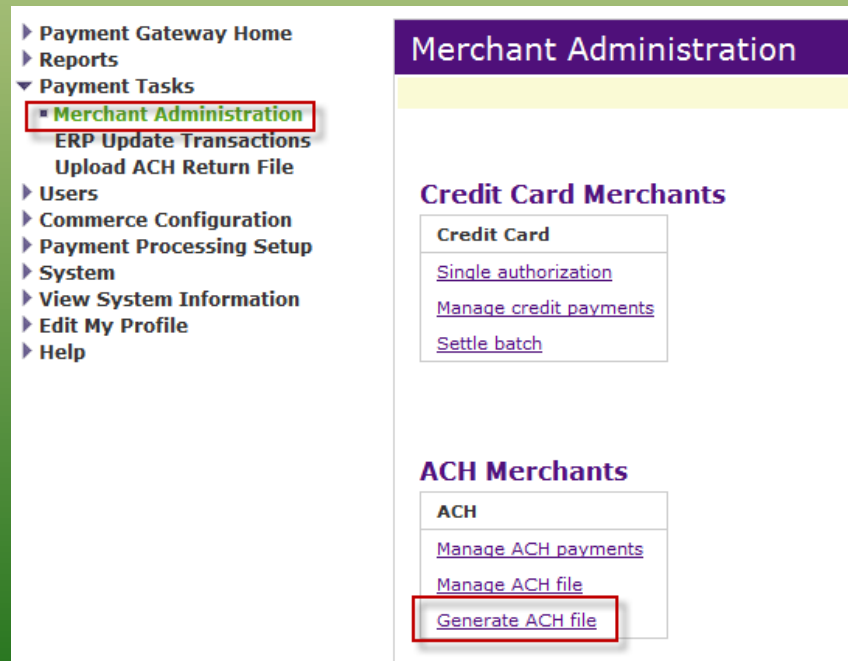 Payment Gateway Home
Reports
Payment Tasks
Merchant Administration
ERP Update Transactions
Upload ACH Return File
Users
Commerce Configuration
Payment Processing Setup
System
View System Information
Edit My Profile
Help
Merchant Administration
Credit Card Merchants
Credit Card
Single authorization
Manage credit payments
Settle batch
ACH Merchants
ACH
Manage ACH payments
Manage ACH file
Generate ACH file